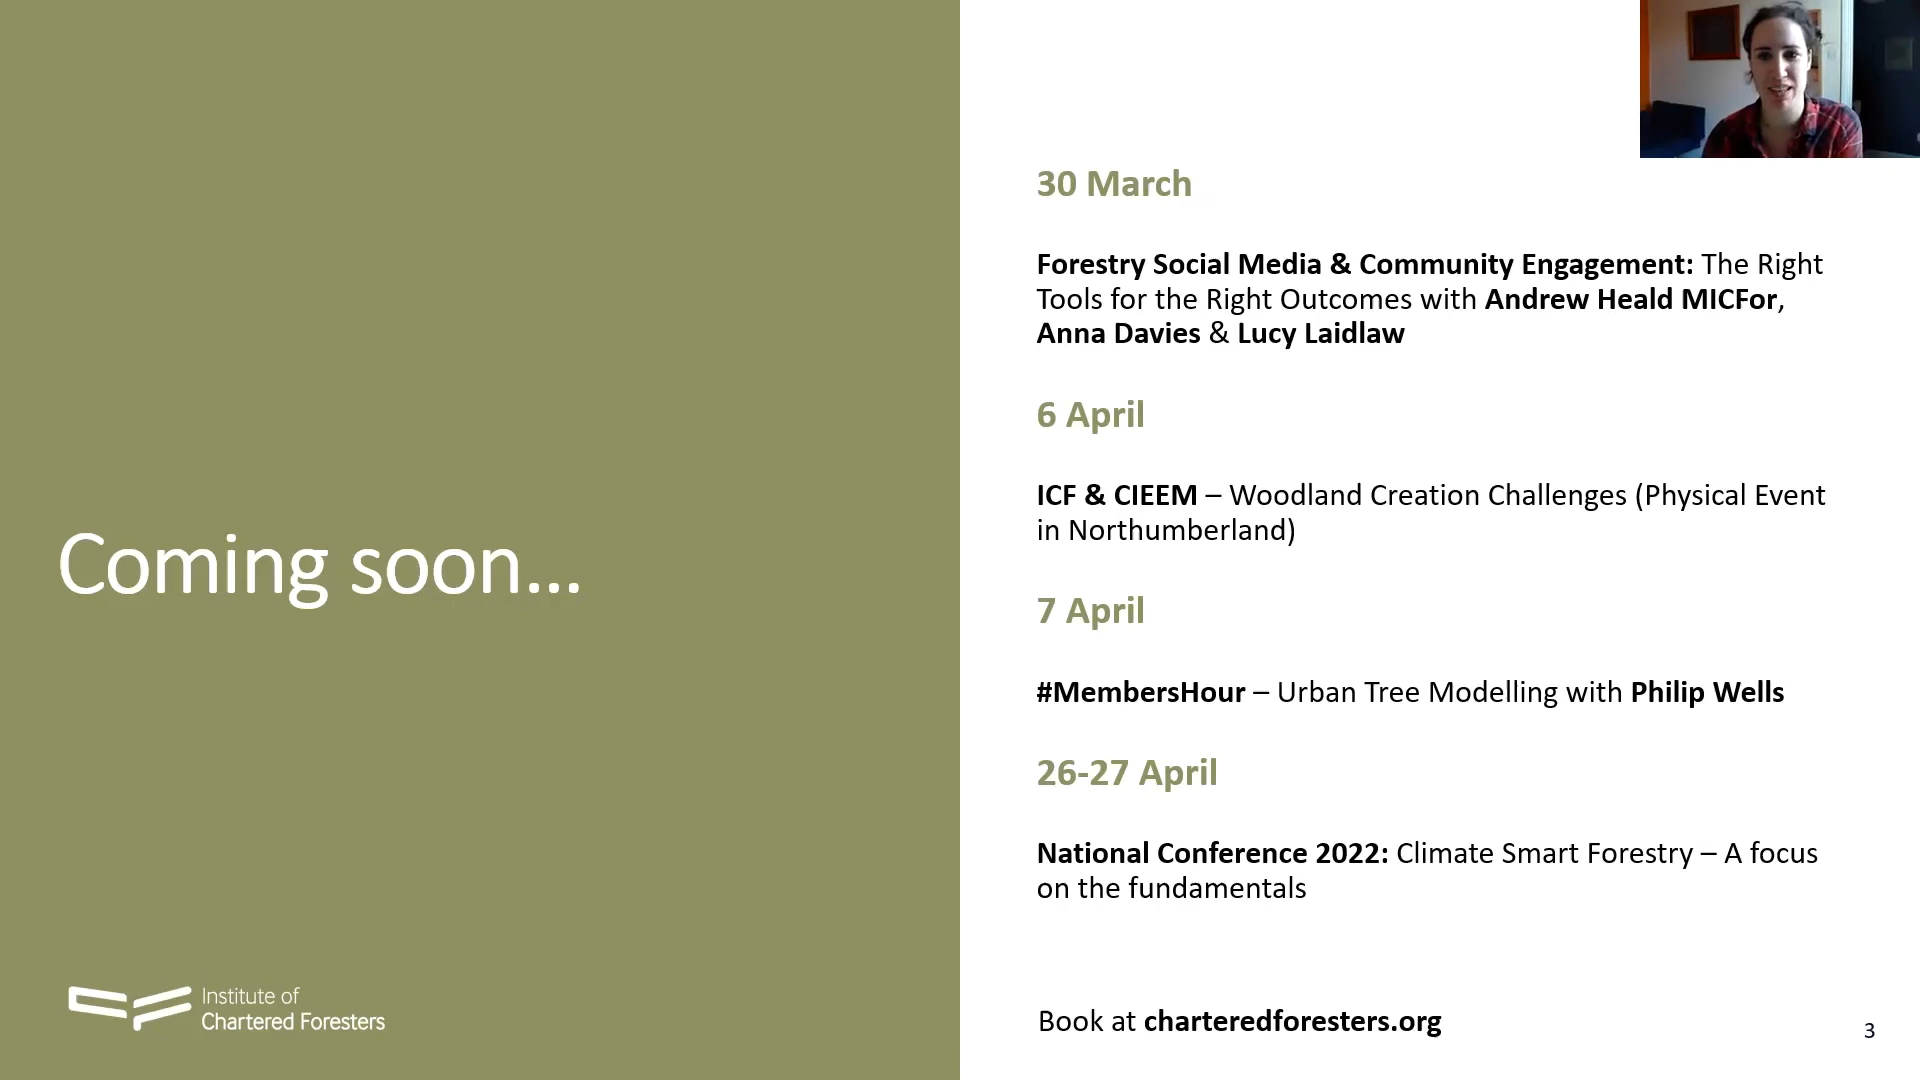 Coming soon...
Institute of
Chartered Foresters
30 March
Forestry Social Media & Community Engagement: The Right
Tools for the Right Outcomes with Andrew Heald MICFor,
Anna Davies & Lucy Laidlaw
6 April
ICF & CIEEM – Woodland Creation Challenges (Physical Event
in Northumberland)
7 April
#MembersHour – Urban Tree Modelling with Philip Wells
26-27 April
National Conference 2022: Climate Smart Forestry – A focus
on the fundamentals
Book at charteredforesters.org
3